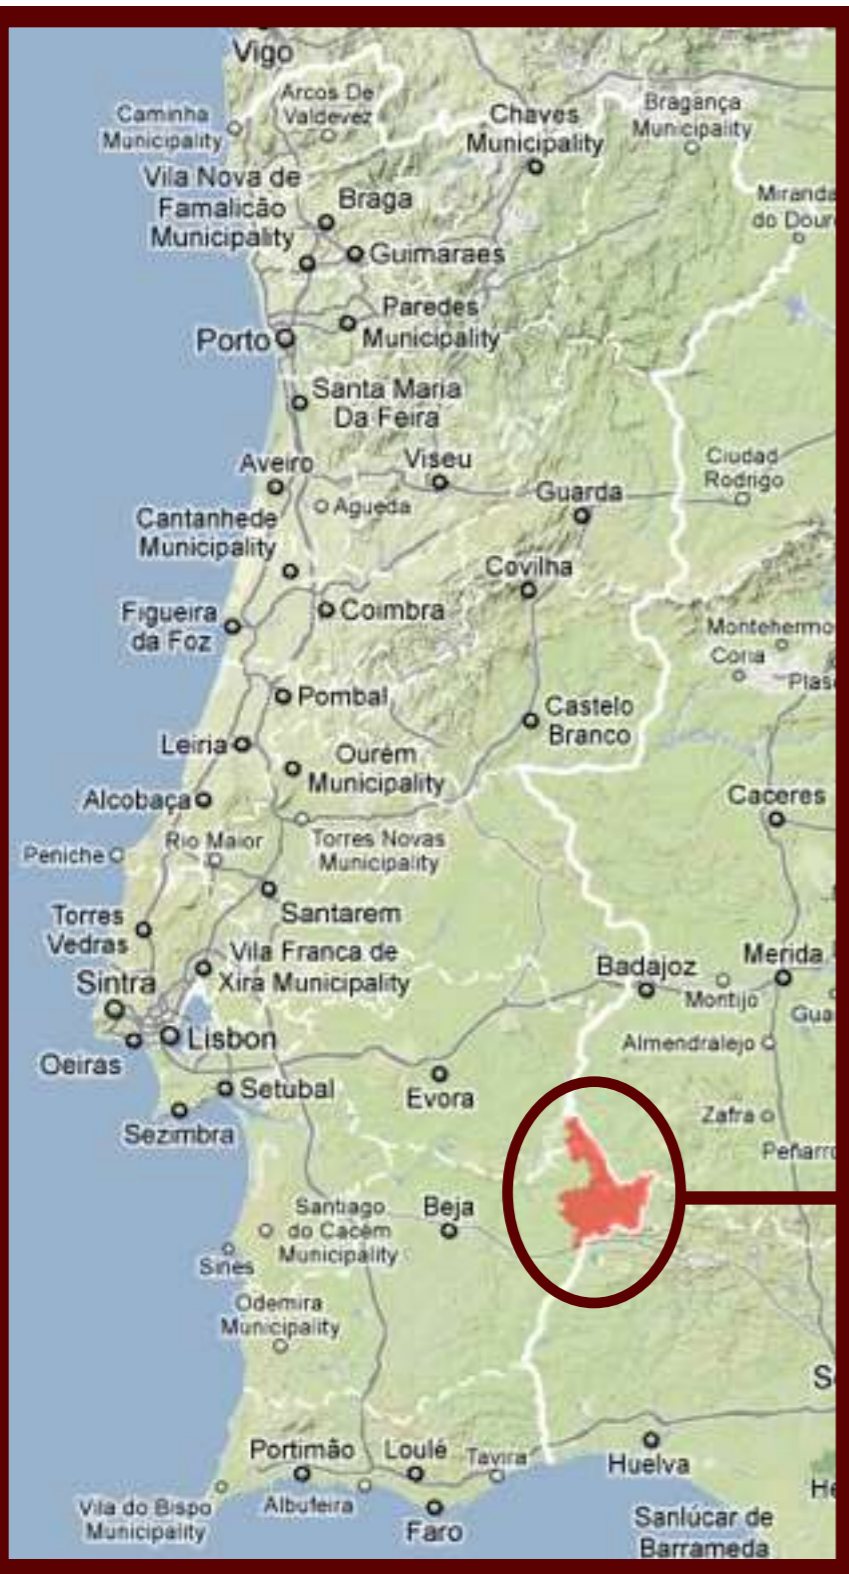 Vigo
Arcos De
Valdevez
Caminha
Municipality
Chaves
Municipality
Bragança
Municipality
Vila Nova de
Famalicão
Municipality
Braga
Miranda
do Dour
Guimaraes
Paredes
Municipality
Porto
Santa Maria
Da Feira
Aveiro
Viseu
Ciudad
Rodrigo
Agueda
Guarda
Cantanhede
Municipality
Covilha
Figueira
da Foz
Coimbra
Montehermo
Coria
Plas
Pombal
Castelo
Branco
Leiria
Ourém
Municipality
Alcobaça
Caceres
Peniche
Rio Maior
Torres Novas
Municipality
Torres
Vedras
Santarem
Vila Franca de
Xira Municipality
Badajoz
Merida
Sintra
Montijo
Gua
Lisbon
Oeiras
Almendralejo
Setubal
Evora
Sezimbra
Zafra
Peñarro
Santiago
do Cacém
Municipality
Beja
Sines
Odemira
Municipality
S
Portimão
Loulé
Tavira
Huelva
Vila do Bispo
Municipality
Albufeira
Faro
He
Sanlúcar de
Barrameda